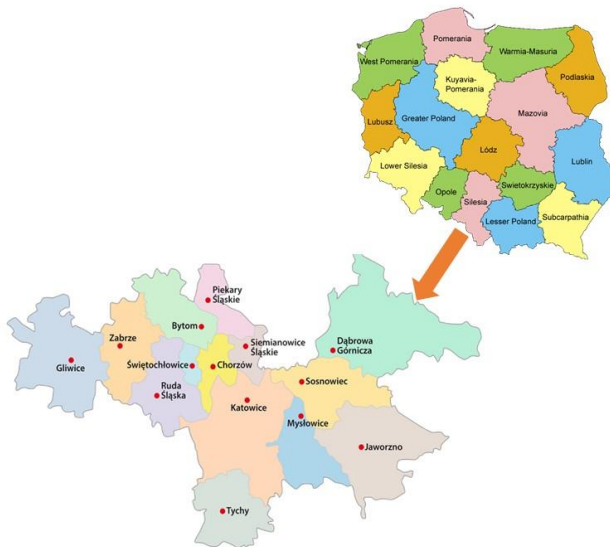 Pomerania
West Pomerania
Warmia-Masuria
Podlaskia
Kuyavia-
Pomerania
Mazovia
Lubusz
Greater Poland
Lódz
Lublin
Lower Silesia
Opole
Silesia
Swietokrzyskie
Lesser Poland
Subcarpathia
Piekary
Śląskie
Bytom
Zabrze
Siemianowice
Śląskie
Dąbrowa
Górnicza
Gliwice
Świętochłowice
Chorzów
Ruda
Śląska
Sosnowiec
Katowice
Mysłowice
Jaworzno
Tychy